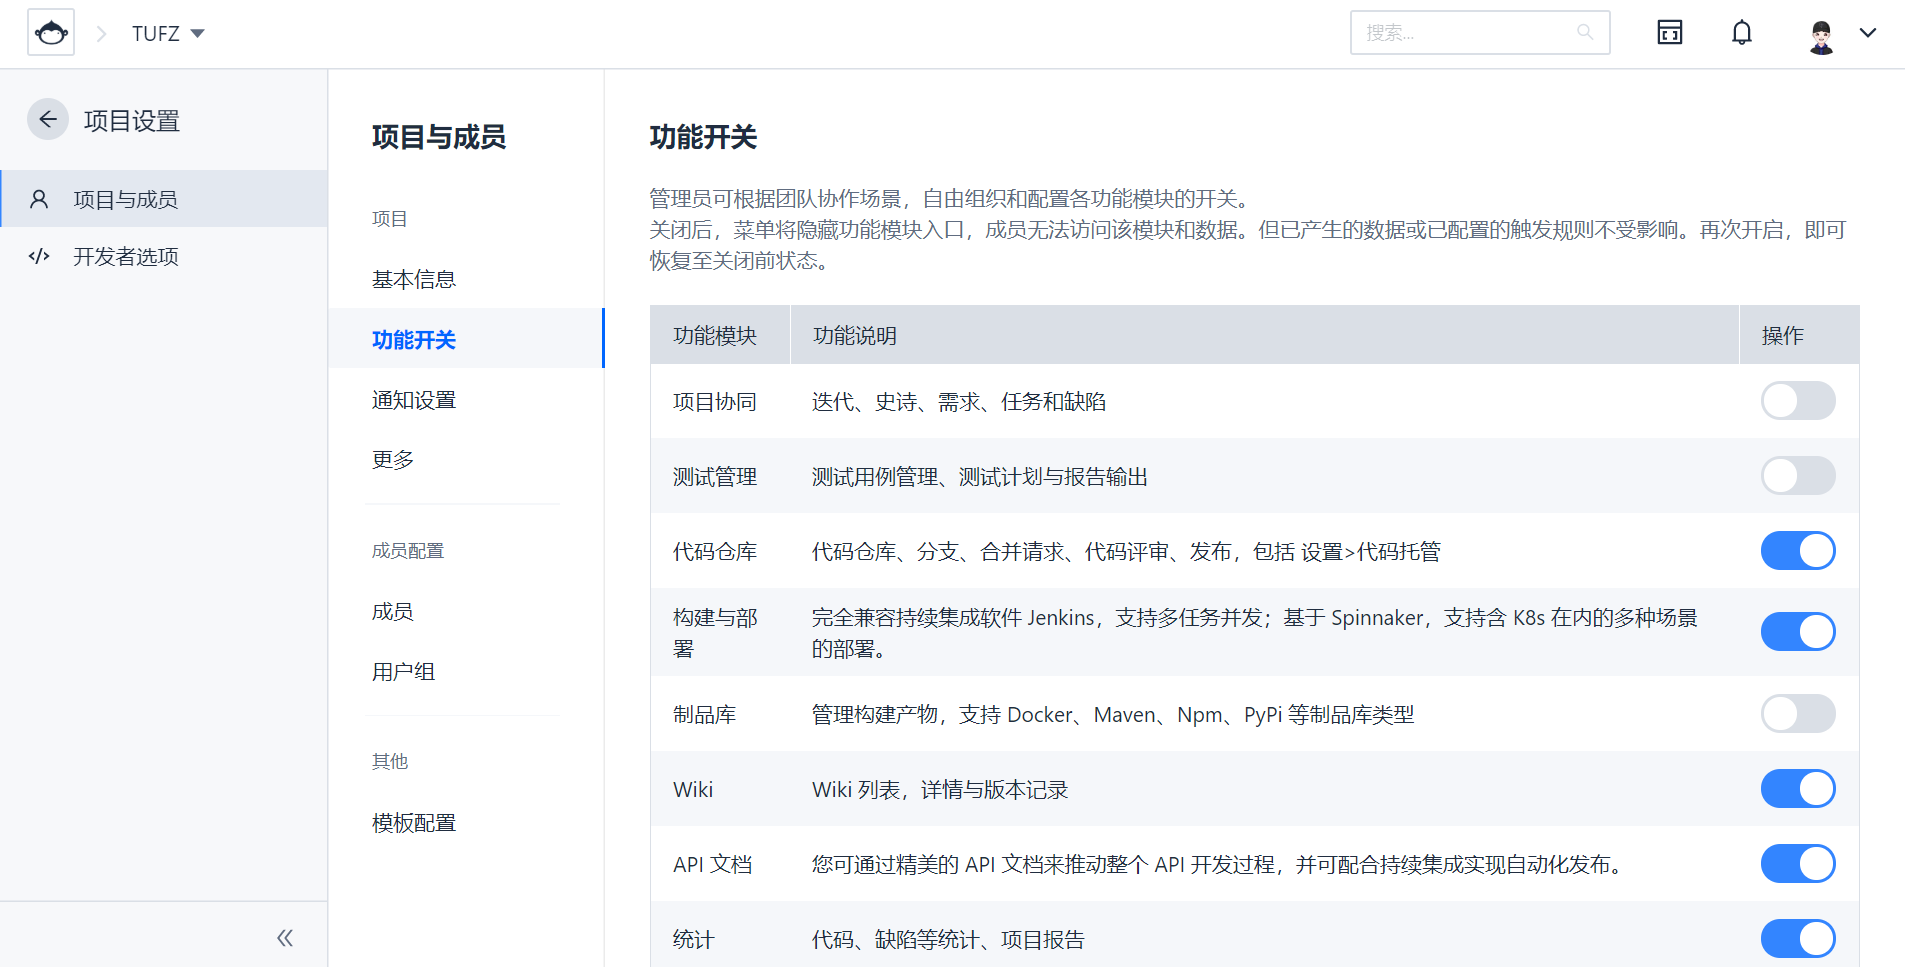 TUFZ
搜索...
项目设置
项目与成员
开发者选项
项目与成员
项目
基本信息
功能开关
通知设置
更多
成员配置
成员
用户组
其他
模板配置
功能开关
管理员可根据团队协作场景，自由组织和配置各功能模块的开关。
关闭后，菜单将隐藏功能模块入口，成员无法访问该模块和数据。但已产生的数据或已配置的触发规则不受影响。再次开启，即可
恢复至关闭前状态。
功能模块 功能说明 操作
项目协同 迭代、史诗、需求、任务和缺陷
测试管理 测试用例管理、测试计划与报告输出
代码仓库 代码仓库、分支、合并请求、代码评审、发布，包括 设置>代码托管
构建与部 完全兼容持续集成软件 Jenkins，支持多任务并发；基于 Spinnaker，支持含 K8s 在内的多种场景
署 的部署。
制品库 管理构建产物，支持 Docker、Maven、Npm、PyPi 等制品库类型
Wiki Wiki 列表，详情与版本记录
API 文档 您可通过精美的 API 文档来推动整个 API 开发过程，并可配合持续集成实现自动化发布。
统计 代码、缺陷等统计、项目报告